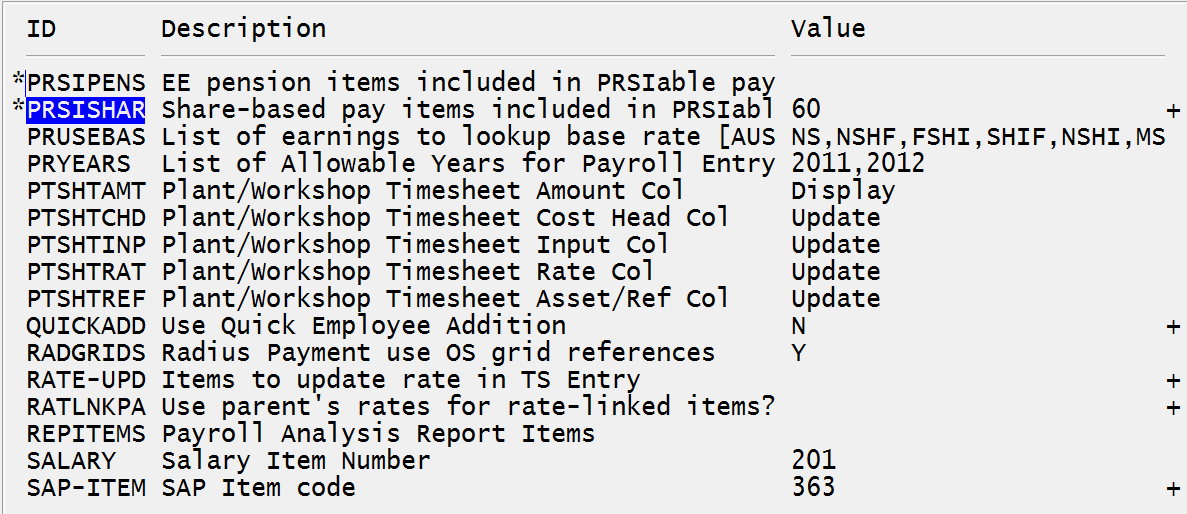 ID Description Value
*PRSIPENS EE pension items included in PRSIable pay
*PRSISHAR Share-based pay items included in PRSIabl 60 +
PRUSEBAS List of earnings to lookup base rate [AUS NS,NSHF,FSHI,SHIF,NSHI,MS
PRYEARS List of Allowable Years for Payroll Entry 2011,2012
PTSHTAMT Plant/Workshop Timesheet Amount Col Display
PTSHTCHD Plant/Workshop Timesheet Cost Head Col Update
PTSHTINP Plant/Workshop Timesheet Input Col Update
PTSHTRAT Plant/Workshop Timesheet Rate Col Update
PTSHTREF Plant/Workshop Timesheet Asset/Ref Col Update
QUICKADD Use Quick Employee Addition N +
RADGRIDS Radius Payment use OS grid references Y
RATE-UPD Items to update rate in TS Entry +
RATLNKPA Use parent's rates for rate-linked items? +
REPITEMS Payroll Analysis Report Items
SALARY Salary Item Number 201
SAP-ITEM SAP Item code 363 +